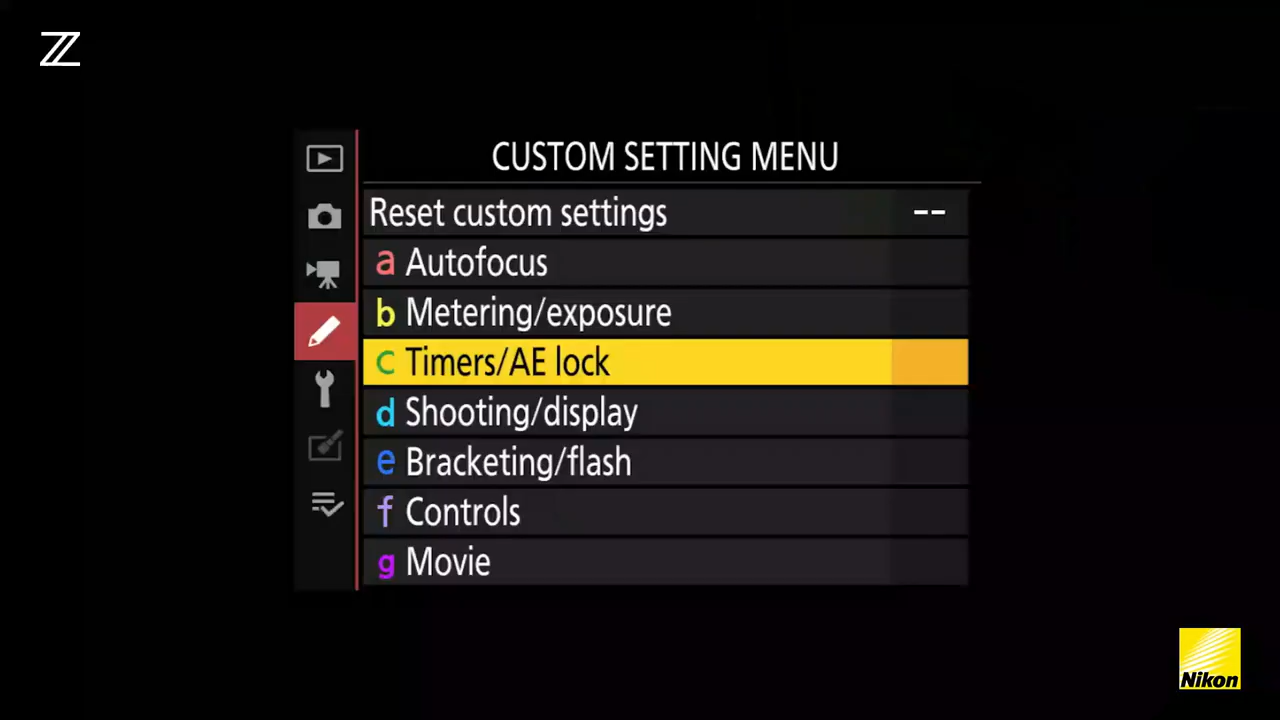 Z
CUSTOM SETTING MENU
Reset custom settings --
a Autofocus
b Metering/exposure
c Timers/AE lock
d Shooting/display
e Bracketing/flash
f Controls
g Movie
Nikon